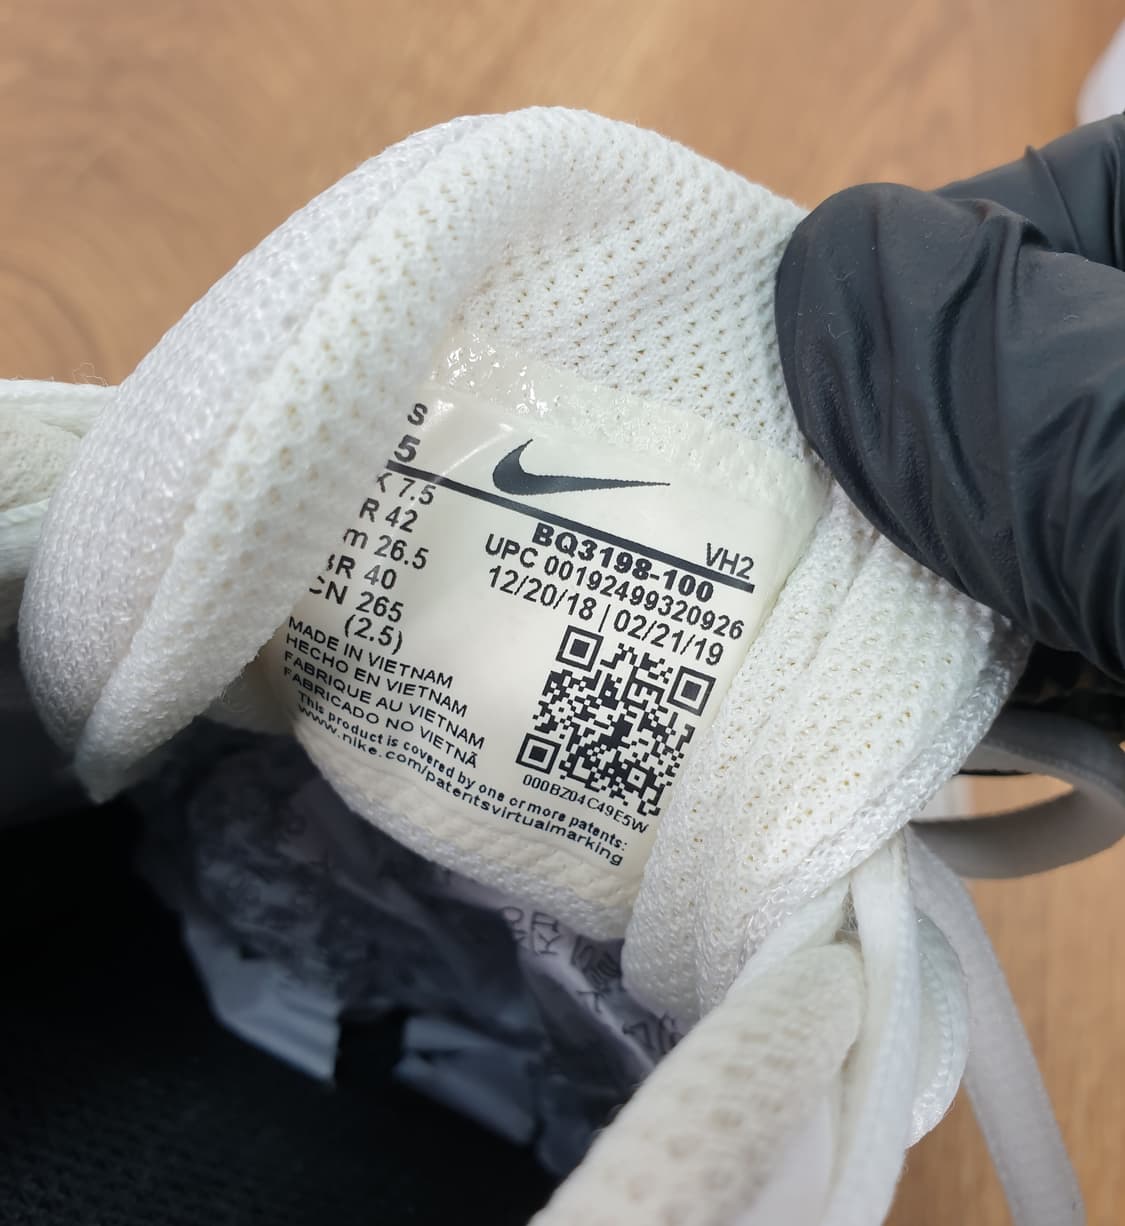 S
5
K 7.5
R 42
m 26.5
BR 40
CN 265
(2.5)
VH2
BQ3198-100
UPC 00192499320926
12/20/18 | 02/21/19
000BZ04C49E5W
MADE IN VIETNAM
HECHO EN VIETNAM
FABRIQUE AU VIETNAM
FABRICADO NO VIETNÃ
This product is covered by one or more patents:
www.nike.com/patentsvirtualmarking